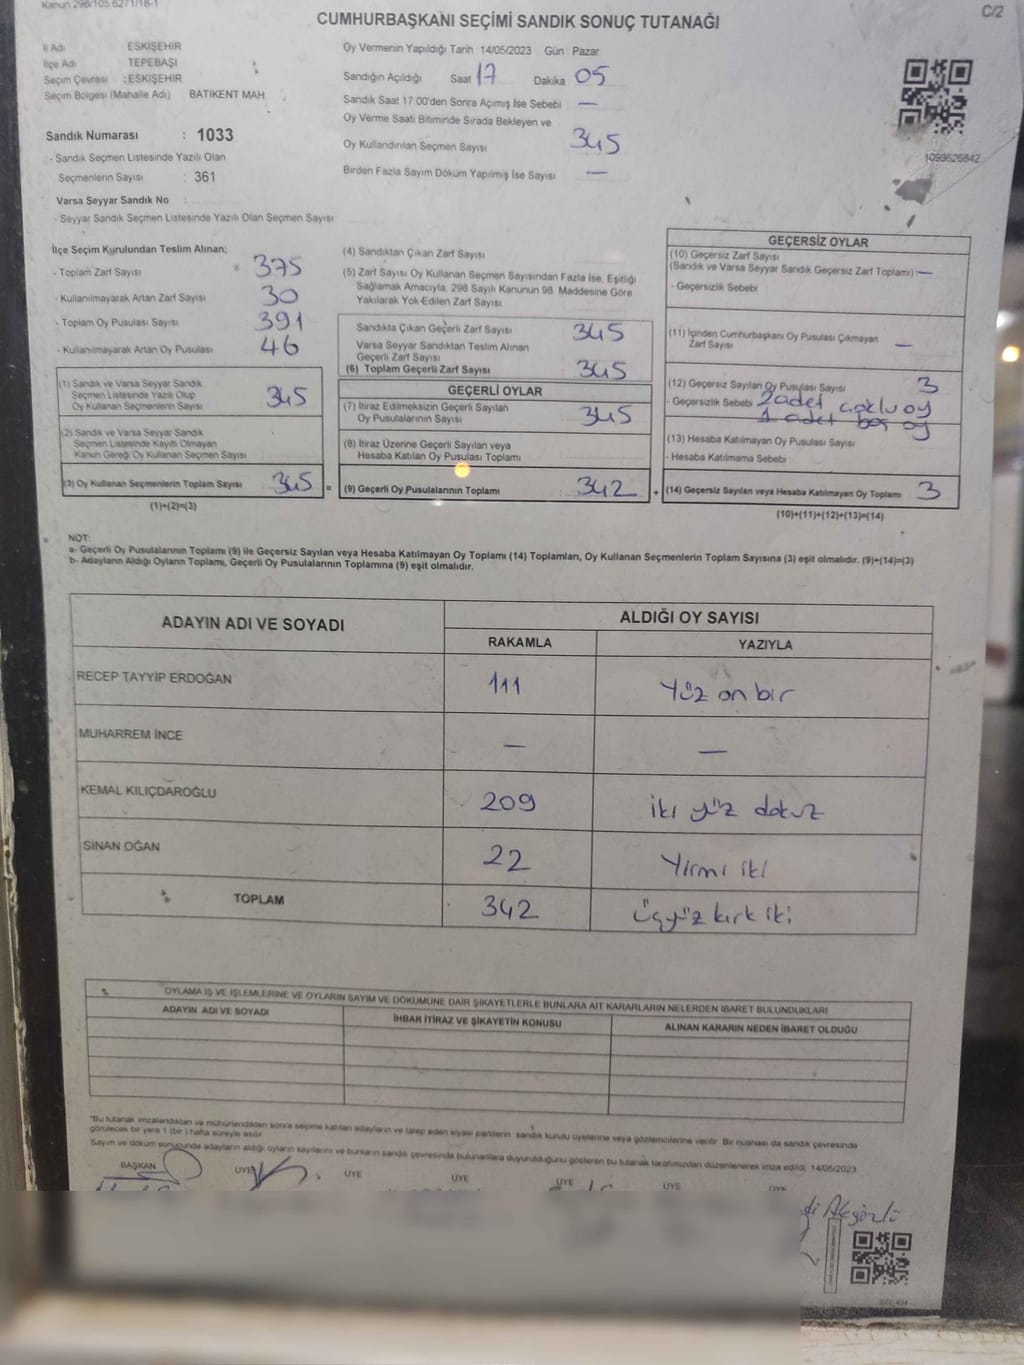 Kanun 298/105.6271/18-1
C/2
CUMHURBAŞKANI SEÇİMİ SANDIK SONUÇ TUTANAĞI
İl Adı ESKİŞEHİR
İlçe Adı TEPEBAŞI
Seçim Çevresi : ESKİŞEHİR
Seçim Bölgesi (Mahalle Adı) BATIKENT MAH
Oy Vermenin Yapıldığı Tarih 14/05/2023 Gün : Pazar
Sandığın Açıldığı Saat 17 Dakika 05
Sandık Saat 17:00'den Sonra Açılmış İse Sebebi —
Oy Verme Saati Bitiminde Sırada Bekleyen ve
Oy Kullandırılan Seçmen Sayısı 345
Birden Fazla Sayım Döküm Yapılmış İse Sayısı —
1093626842
Sandık Numarası : 1033
- Sandık Seçmen Listesinde Yazılı Olan
Seçmenlerin Sayısı : 361
Varsa Seyyar Sandık No
- Seyyar Sandık Seçmen Listesinde Yazılı Olan Seçmen Sayısı
İlçe Seçim Kurulundan Teslim Alınan;
- Toplam Zarf Sayısı 375
- Kullanılmayarak Artan Zarf Sayısı 30
- Toplam Oy Pusulası Sayısı 391
- Kullanılmayarak Artan Oy Pusulası 46
(1) Sandık ve Varsa Seyyar Sandık
Seçmen Listesinde Yazılı Olup
Oy Kullanan Seçmenlerin Sayısı 345
(2) Sandık ve Varsa Seyyar Sandık
Seçmen Listesinde Kayıtlı Olmayan
Kanun Gereği Oy Kullanan Seçmen Sayısı
(3) Oy Kullanan Seçmenlerin Toplam Sayısı 345
=
(1)+(2)=(3)
(4) Sandıktan Çıkan Zarf Sayısı
(5) Zarf Sayısı Oy Kullanan Seçmen Sayısından Fazla İse, Eşitliği
Sağlamak Amacıyla, 298 Sayılı Kanunun 98. Maddesine Göre
Yakılarak Yok Edilen Zarf Sayısı
Sandıkta Çıkan Geçerli Zarf Sayısı 345
Varsa Seyyar Sandıktan Teslim Alınan
Geçerli Zarf Sayısı
(6) Toplam Geçerli Zarf Sayısı 345
GEÇERLİ OYLAR
(7) İtiraz Edilmeksizin Geçerli Sayılan
Oy Pusulalarının Sayısı 345
(8) İtiraz Üzerine Geçerli Sayılan veya
Hesaba Katılan Oy Pusulası Toplamı
(9) Geçerli Oy Pusulalarının Toplamı 342
+
GEÇERSİZ OYLAR
(10) Geçersiz Zarf Sayısı
(Sandık ve Varsa Seyyar Sandık Geçersiz Zarf Toplamı) —
- Geçersizlik Sebebi
(11) İçinden Cumhurbaşkanı Oy Pusulası Çıkmayan
Zarf Sayısı —
(12) Geçersiz Sayılan Oy Pusulası Sayısı 3
- Geçersizlik Sebebi 2 adet çoklu oy
1 adet boş oy
(13) Hesaba Katılmayan Oy Pusulası Sayısı
- Hesaba Katılmama Sebebi
(14) Geçersiz Sayılan veya Hesaba Katılmayan Oy Toplamı 3
(10)+(11)+(12)+(13)=(14)
NOT:
a- Geçerli Oy Pusulalarının Toplamı (9) ile Geçersiz Sayılan veya Hesaba Katılmayan Oy Toplamı (14) Toplamları, Oy Kullanan Seçmenlerin Toplam Sayısına (3) eşit olmalıdır. (9)+(14)=(3)
b- Adayların Aldığı Oyların Toplamı, Geçerli Oy Pusulalarının Toplamına (9) eşit olmalıdır.
ADAYIN ADI VE SOYADI ALDIĞI OY SAYISI
RAKAMLA YAZIYLA
RECEP TAYYİP ERDOĞAN 111 Yüz on bir
MUHARREM İNCE — —
KEMAL KILIÇDAROĞLU 209 iki yüz dokuz
SİNAN OĞAN 22 Yirmi iki
TOPLAM 342 Üçyüz kırk iki
OYLAMA İŞ VE İŞLEMLERİNE VE OYLARIN SAYIM VE DÖKÜMÜNE DAİR ŞİKAYETLERLE BUNLARA AİT KARARLARIN NELERDEN İBARET BULUNDUKLARI
ADAYIN ADI VE SOYADI İHBAR İTİRAZ VE ŞİKAYETİN KONUSU ALINAN KARARIN NEDEN İBARET OLDUĞU
*Bu tutanak imzalandıktan ve mühürlendikten sonra seçime katılan adayların ve talep eden siyasi partilerin sandık kurulu üyelerine veya gözlemcilerine verilir. Bir nüshası da sandık çevresinde
görülecek bir yere 1 (bir) hafta süreyle asılır.
Sayım ve döküm sonucunda adayların aldığı oyların sayılarını ve bunların sandık çevresinde bulunanlara duyurulduğunu gösteren bu tutanak tarafımızdan düzenlenerek imza edildi. 14/05/2023
BAŞKAN ÜYE ÜYE ÜYE ÜYE ÜYE ÜYE